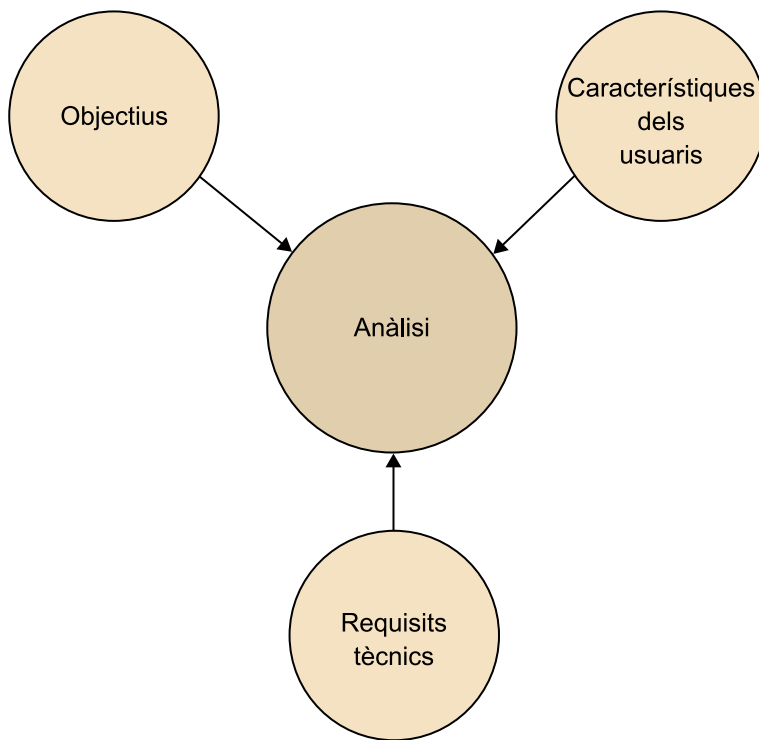 Objectius
Característiques
dels
usuaris
Anàlisi
Requisits
tècnics